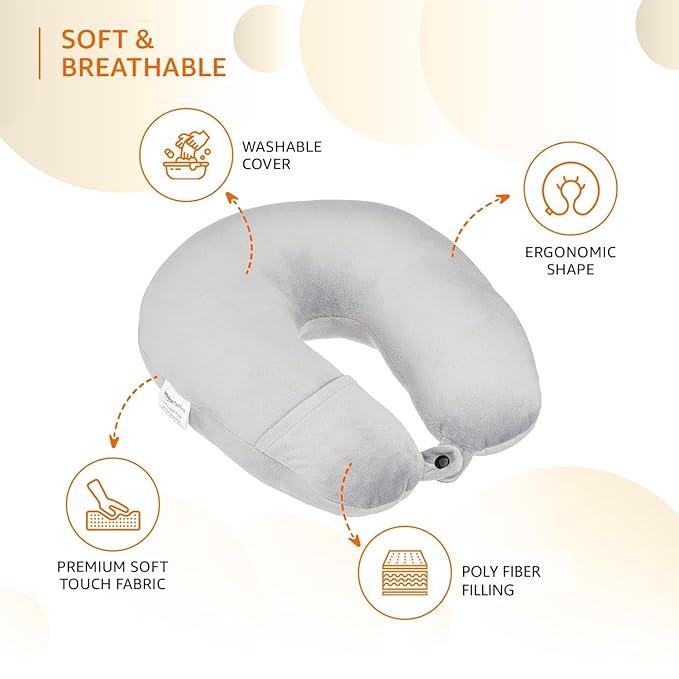 SOFT &
BREATHABLE
WASHABLE
COVER
ERGONOMIC
SHAPE
PREMIUM SOFT
TOUCH FABRIC
POLY FIBER
FILLING